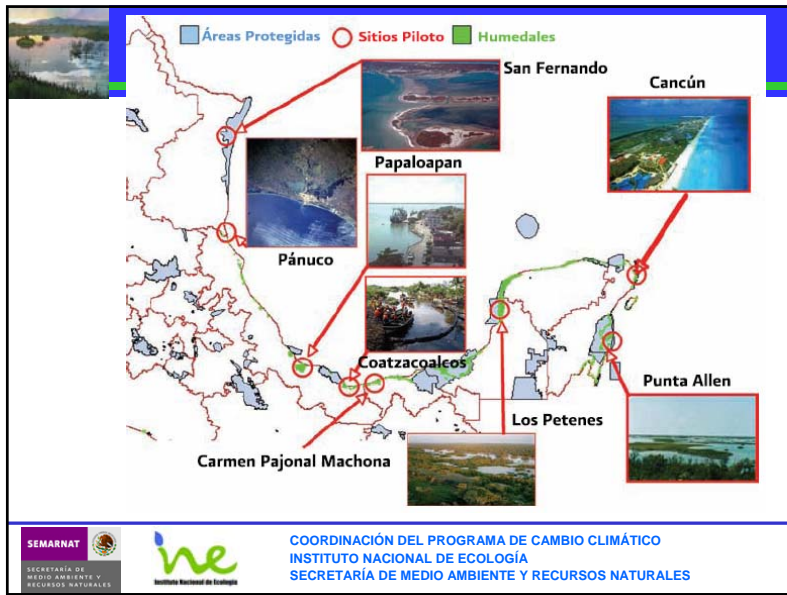 Áreas Protegidas
Sitios Piloto
Humedales
San Fernando
Cancún
Papaloapan
Pánuco
Coatzacoalcos
Punta Allen
Los Petenes
Carmen Pajonal Machona
SEMARNAT
SECRETARÍA DE
MEDIO AMBIENTE Y
RECURSOS NATURALES
ine
Instituto Nacional de Ecología
COORDINACIÓN DEL PROGRAMA DE CAMBIO CLIMÁTICO
INSTITUTO NACIONAL DE ECOLOGÍA
SECRETARÍA DE MEDIO AMBIENTE Y RECURSOS NATURALES